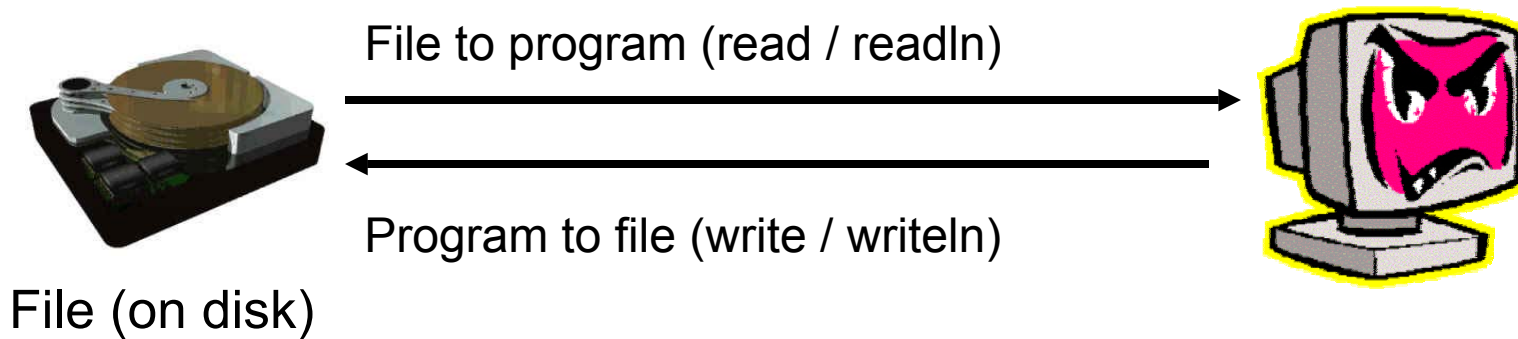 File to program (read / readln)
Program to file (write / writeln)
File (on disk)